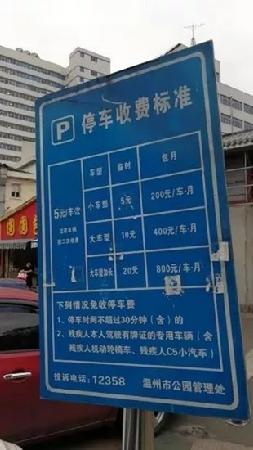 P 停车收费标准
车型 临时 包月
5元/车次
小车型 5元 200元/车·月
大车型 10元 400元/车·月
大车型加长 20元 800元/车·月
下列情况免收停车费
1、停车时间不超过30分钟（含）的
2、残疾人本人驾驶有牌证的专用车辆（含
残疾人机动轮椅车、残疾人C5小汽车）
投诉电话：12358 温州市公园管理处